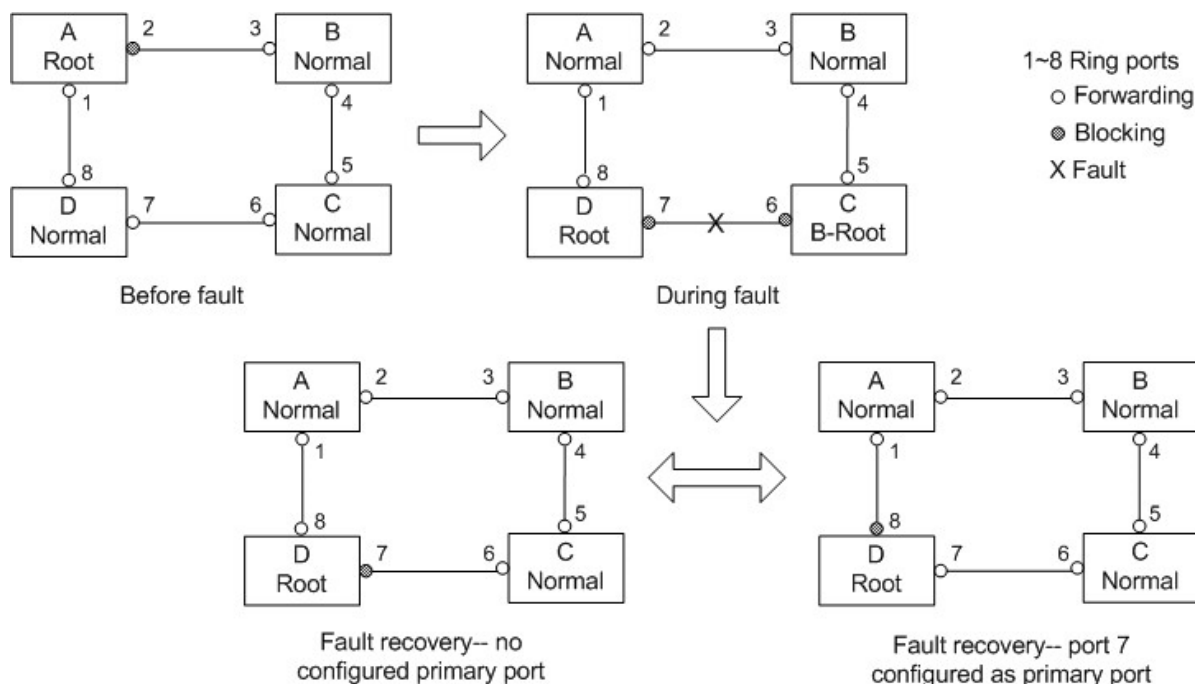 A
Root
2
3
B
Normal
1
4
8
5
D
Normal
7
6
C
Normal
Before fault
A
Normal
2
3
B
Normal
1
4
8
5
D
Root
7
X
6
C
B-Root
During fault
1~8 Ring ports
Forwarding
Blocking
X Fault
A
Normal
2
3
B
Normal
1
4
8
5
D
Root
7
6
C
Normal
Fault recovery-- no
configured primary port
A
Normal
2
3
B
Normal
1
4
8
5
D
Root
7
6
C
Normal
Fault recovery-- port 7
configured as primary port